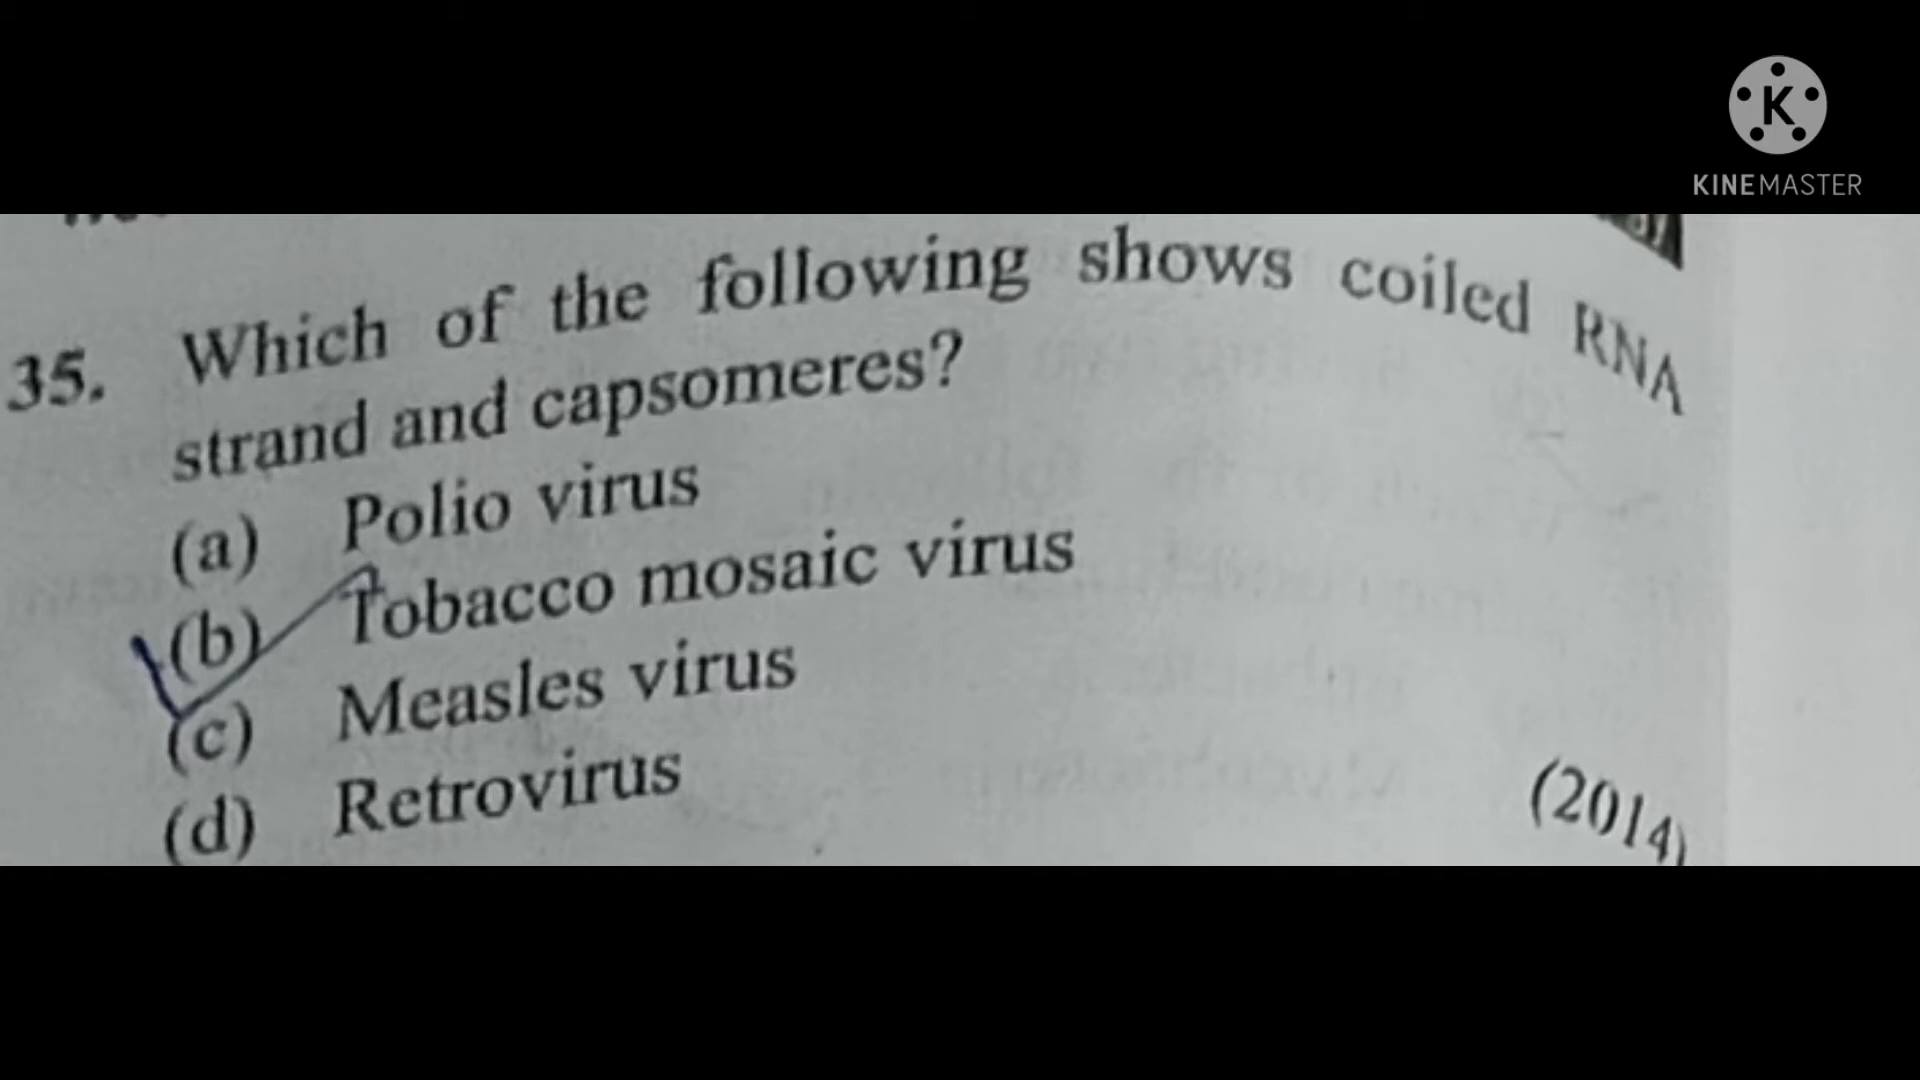 K
KINEMASTER
35. Which of the following shows coiled RNA
strand and capsomeres?
(a) Polio virus
(b) Tobacco mosaic virus
(c) Measles virus
(d) Retrovirus
(2014)